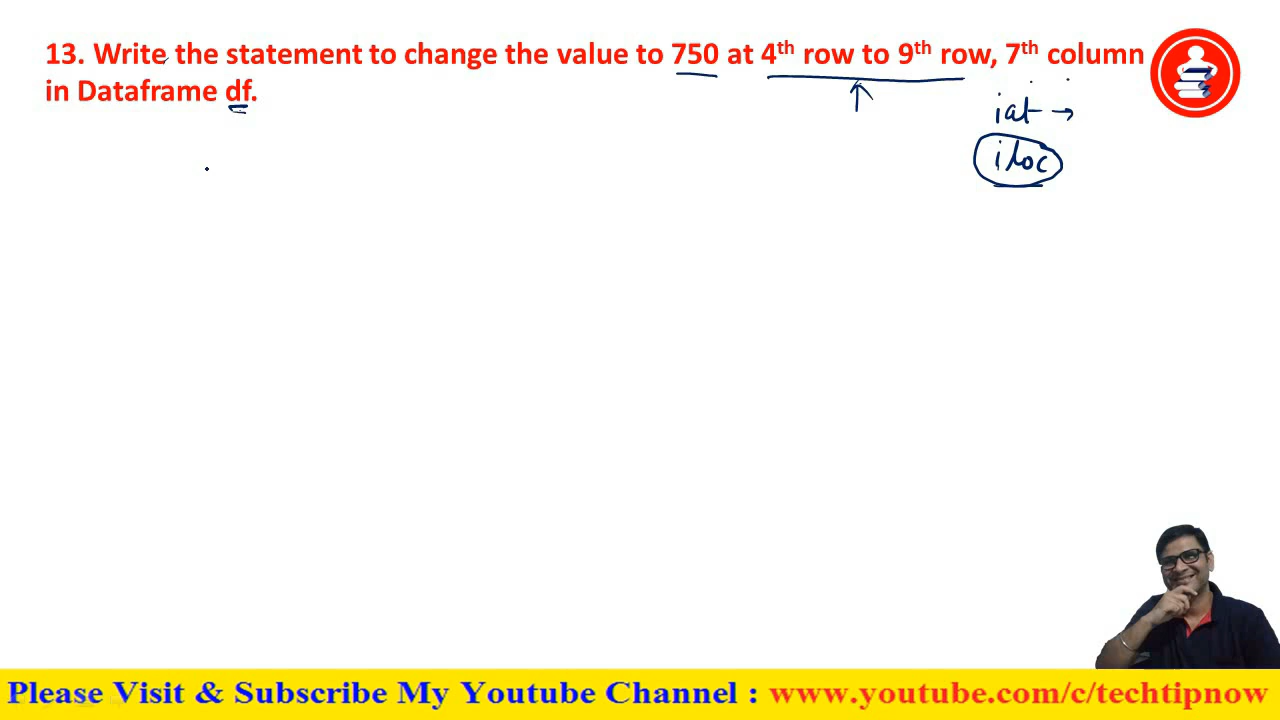 13. Write the statement to change the value to 750 at 4th row to 9th row, 7th column
in Dataframe df.
iat →
iloc
Please Visit & Subscribe My Youtube Channel : www.youtube.com/c/techtipnow